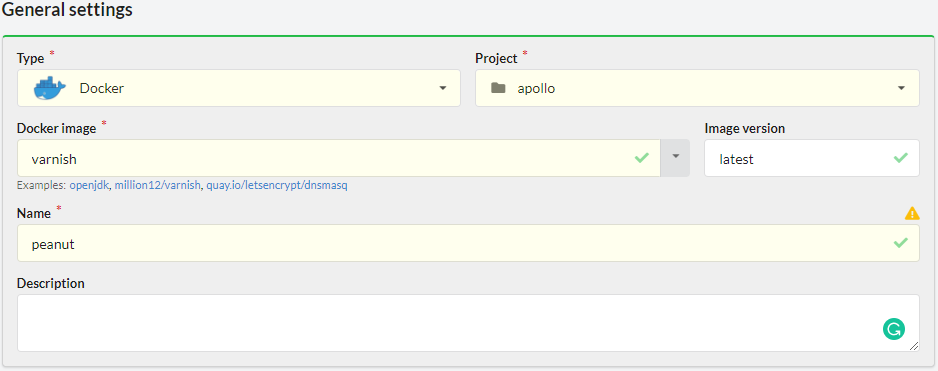 General settings
Type * Project *
Docker apollo
Docker image * Image version
varnish latest
Examples: openjdk, million12/varnish, quay.io/letsencrypt/dnsmasq
Name *
peanut
Description